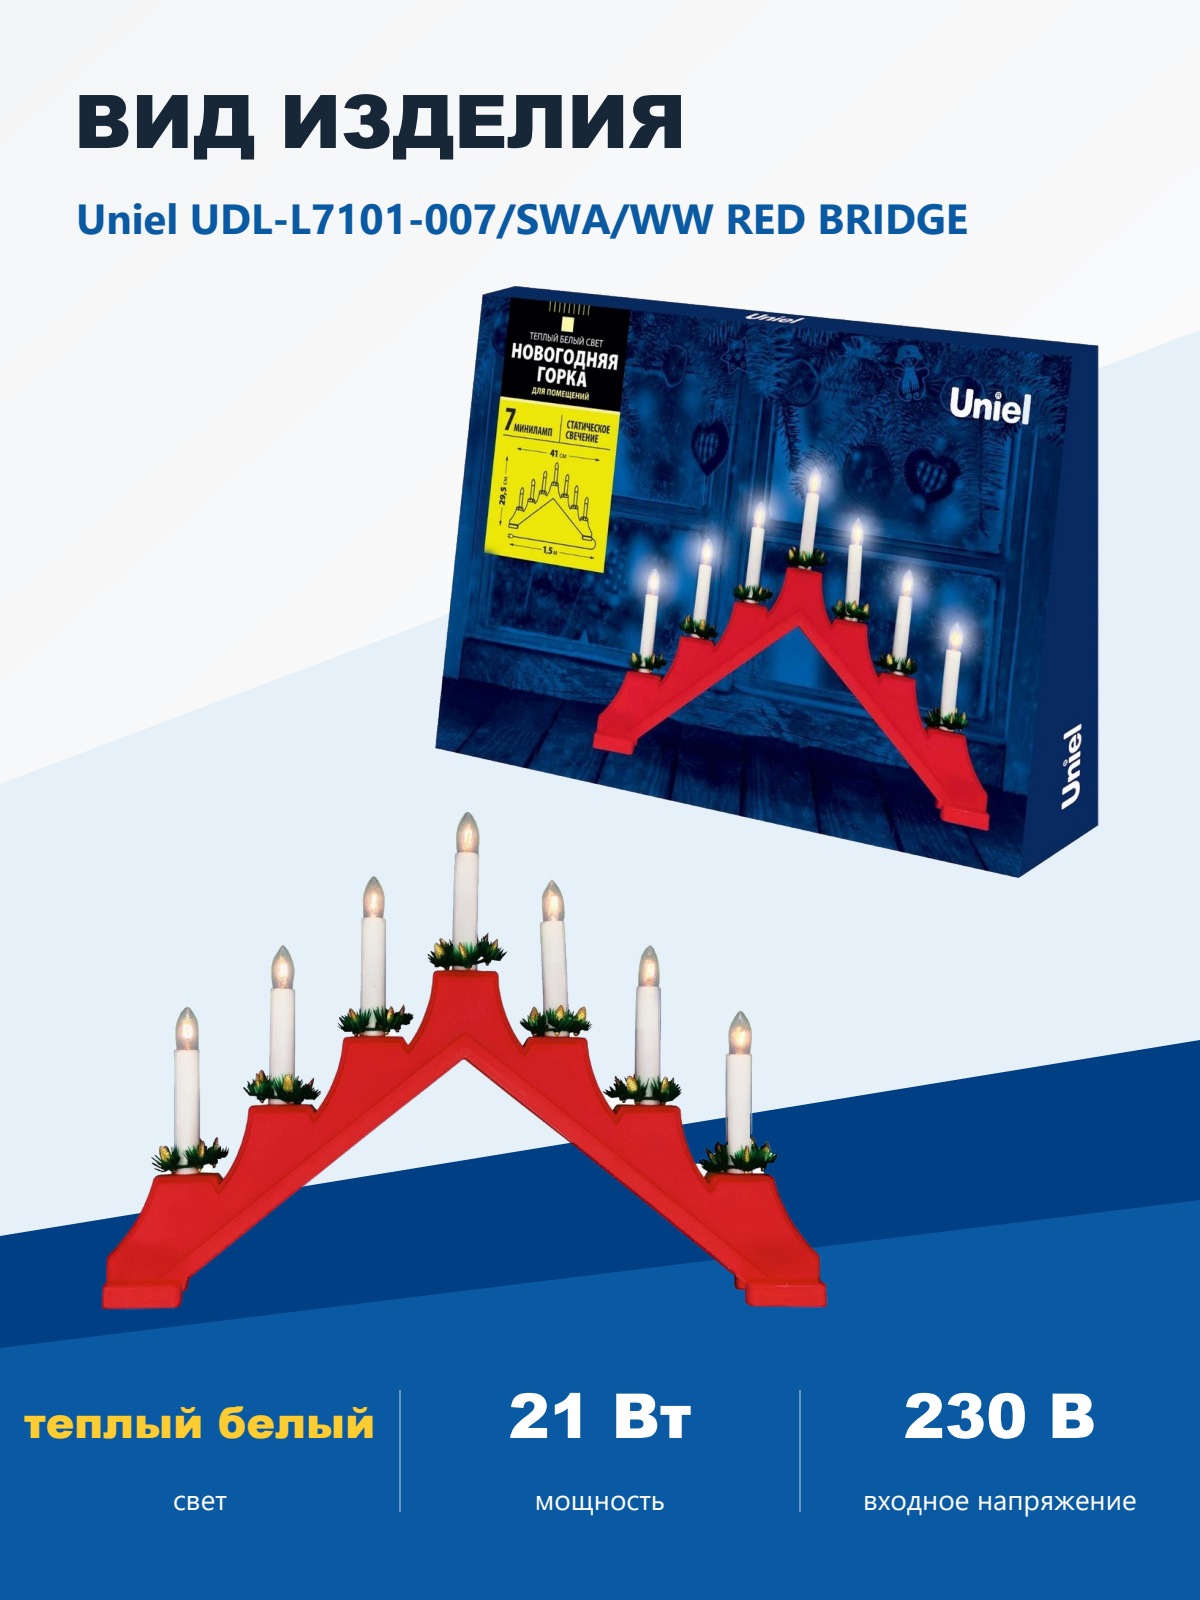 ВИД ИЗДЕЛИЯ
Uniel UDL-L7101-007/SWA/WW RED BRIDGE
Uniel
ТЕПЛЫЙ БЕЛЫЙ СВЕТ
НОВОГОДНЯЯ
ГОРКА
ДЛЯ ПОМЕЩЕНИЙ
7 МИНИЛАМП
СТАТИЧЕСКОЕ
СВЕЧЕНИЕ
41 СМ
29,5 СМ
1,5 М
Uniel
Uniel
теплый белый
свет
21 Вт
мощность
230 В
входное напряжение